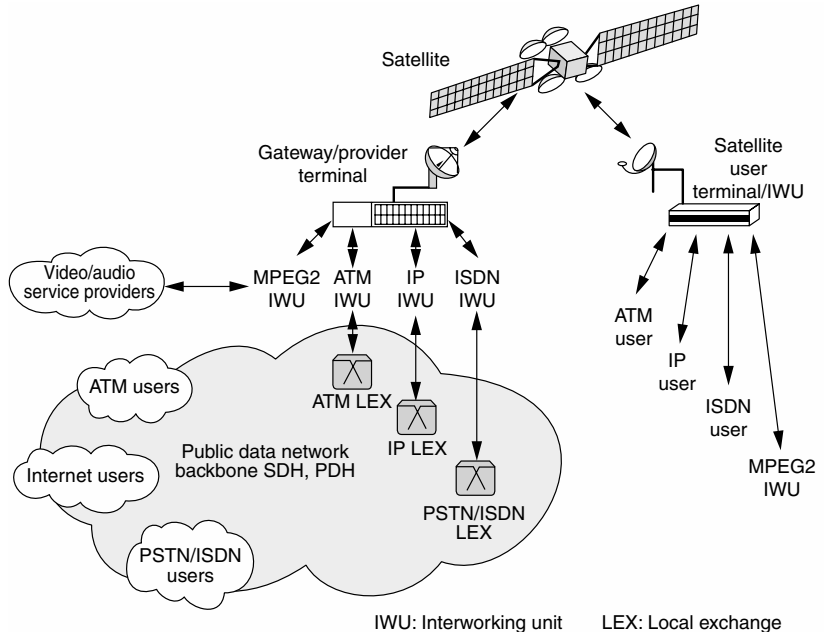 Satellite
Gateway/provider
terminal
Satellite
user
terminal/IWU
Video/audio
service providers
MPEG2
IWU
ATM
IWU
IP
IWU
ISDN
IWU
ATM
user
IP
user
ISDN
user
MPEG2
IWU
ATM users
ATM LEX
IP LEX
Internet users
Public data network
backbone SDH, PDH
PSTN/ISDN
LEX
PSTN/ISDN
users
IWU: Interworking unit
LEX: Local exchange